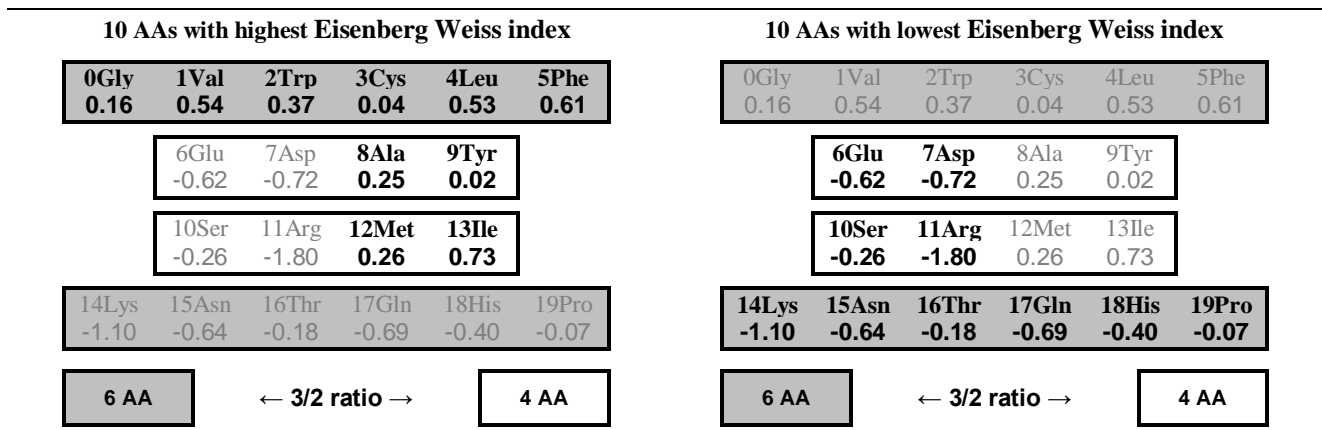 10 AAs with highest Eisenberg Weiss index
0Gly 1Val 2Trp 3Cys 4Leu 5Phe
0.16 0.54 0.37 0.04 0.53 0.61
6Glu 7Asp 8Ala 9Tyr
-0.62 -0.72 0.25 0.02
10Ser 11Arg 12Met 13Ile
-0.26 -1.80 0.26 0.73
14Lys 15Asn 16Thr 17Gln 18His 19Pro
-1.10 -0.64 -0.18 -0.69 -0.40 -0.07
6 AA ← 3/2 ratio → 4 AA
10 AAs with lowest Eisenberg Weiss index
0Gly 1Val 2Trp 3Cys 4Leu 5Phe
0.16 0.54 0.37 0.04 0.53 0.61
6Glu 7Asp 8Ala 9Tyr
-0.62 -0.72 0.25 0.02
10Ser 11Arg 12Met 13Ile
-0.26 -1.80 0.26 0.73
14Lys 15Asn 16Thr 17Gln 18His 19Pro
-1.10 -0.64 -0.18 -0.69 -0.40 -0.07
6 AA ← 3/2 ratio → 4 AA